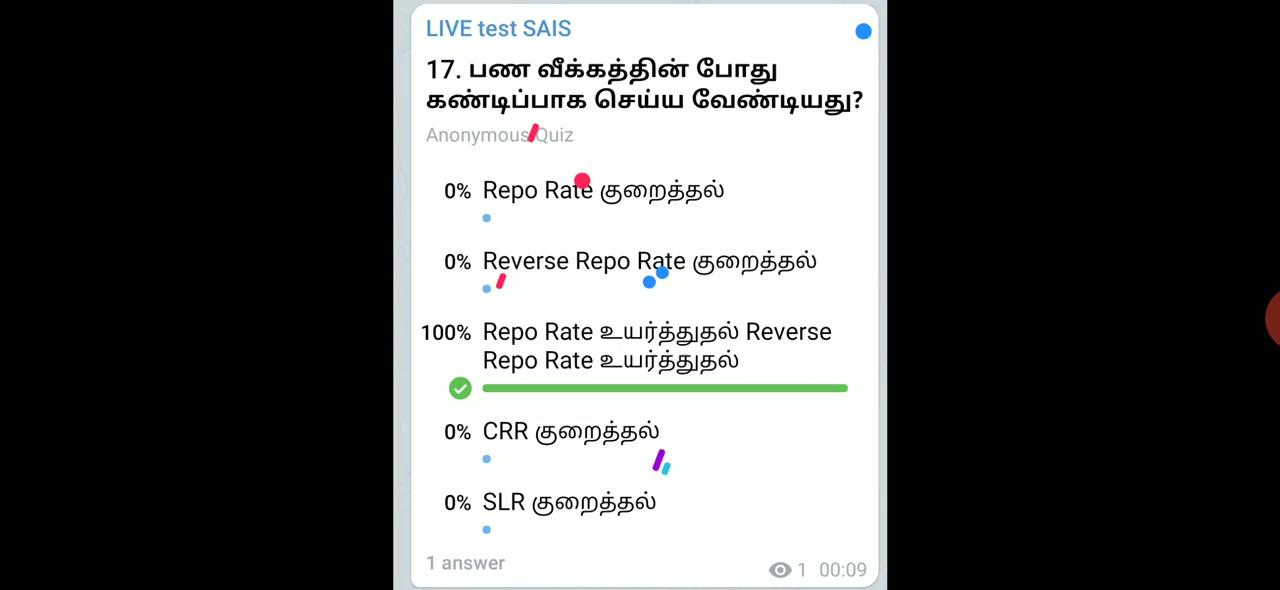 LIVE test SAIS
17. பண வீக்கத்தின் போது
கண்டிப்பாக செய்ய வேண்டியது?
Anonymous Quiz
0% Repo Rate குறைத்தல்
0% Reverse Repo Rate குறைத்தல்
100% Repo Rate உயர்த்துதல் Reverse
Repo Rate உயர்த்துதல்
0% CRR குறைத்தல்
0% SLR குறைத்தல்
1 answer
1 00:09